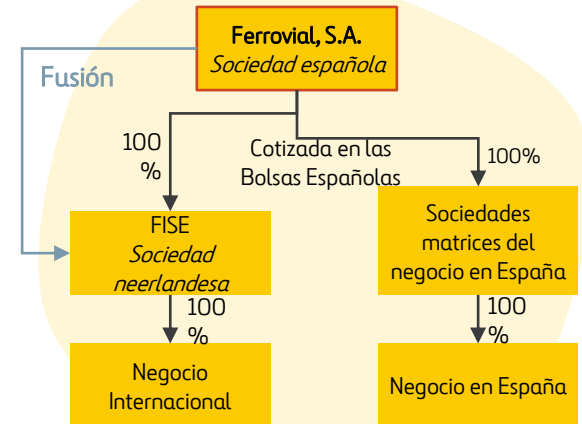 Ferrovial, S.A.
Sociedad española
Fusión
100
%
Cotizada en las
Bolsas Españolas
100%
FISE
Sociedad
neerlandesa
Sociedades
matrices del
negocio en España
100
%
100
%
Negocio
Internacional
Negocio en España